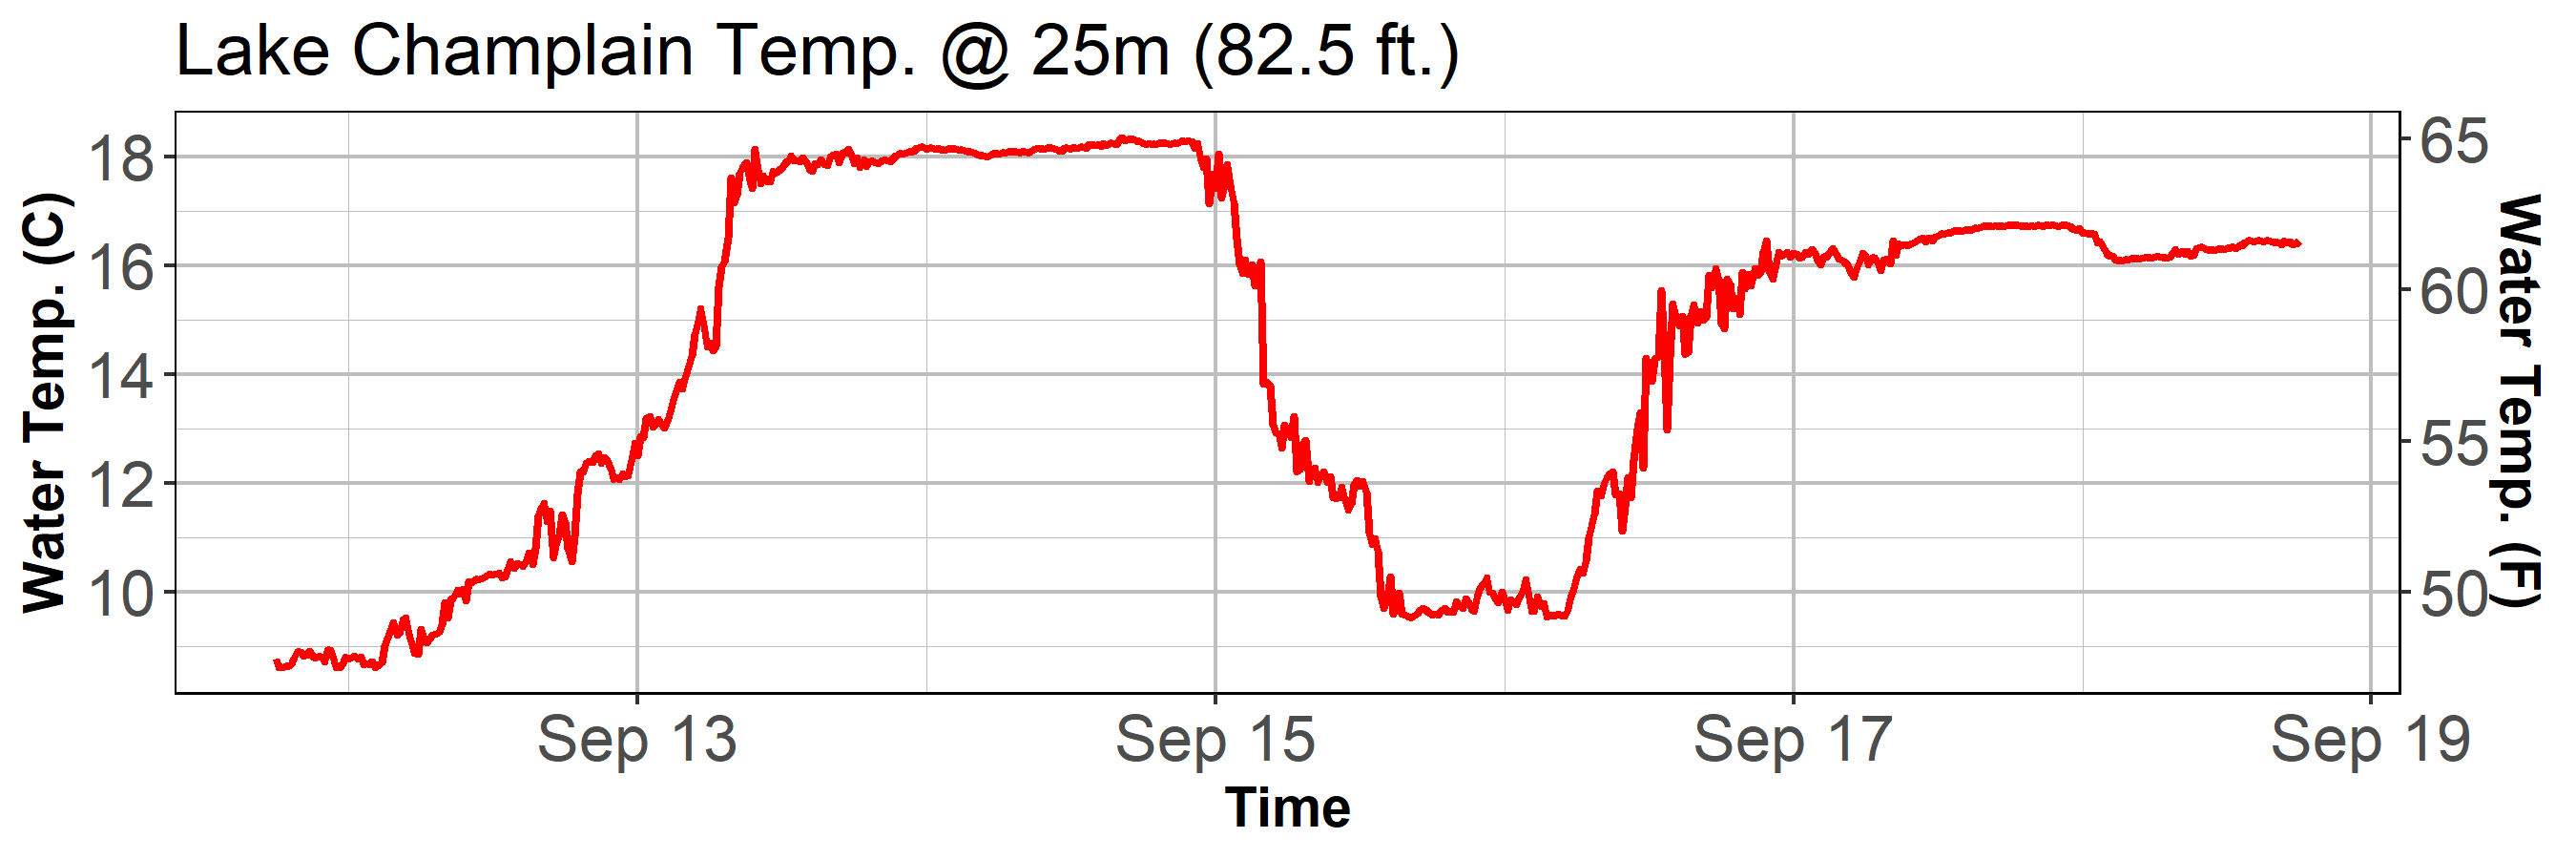 Lake Champlain Temp. @ 25m (82.5 ft.)
Water Temp. (C)
18
16
14
12
10
65
60
55
50
Water Temp. (F)
Sep 13
Sep 15
Sep 17
Sep 19
Time